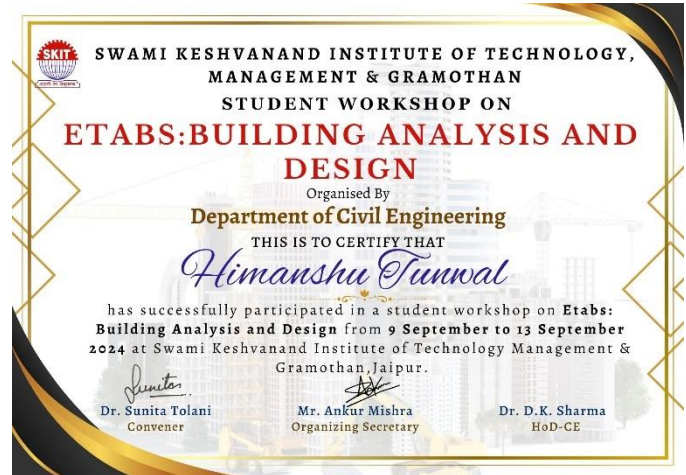 SKIT
SWAMI KESHVANAND INSTITUTE OF TECHNOLOGY,
MANAGEMENT & GRAMOTHAN
STUDENT WORKSHOP ON
ETABS:BUILDING ANALYSIS AND
DESIGN
Organised By
Department of Civil Engineering
THIS IS TO CERTIFY THAT
Himanshu Tunwal
has successfully participated in a student workshop on Etabs:
Building Analysis and Design from 9 September to 13 September
2024 at Swami Keshvanand Institute of Technology Management &
Gramothan,Jaipur.
Sunita
Dr. Sunita Tolani Mr. Ankur Mishra Dr. D.K. Sharma
Convener Organizing Secretary HoD-CE